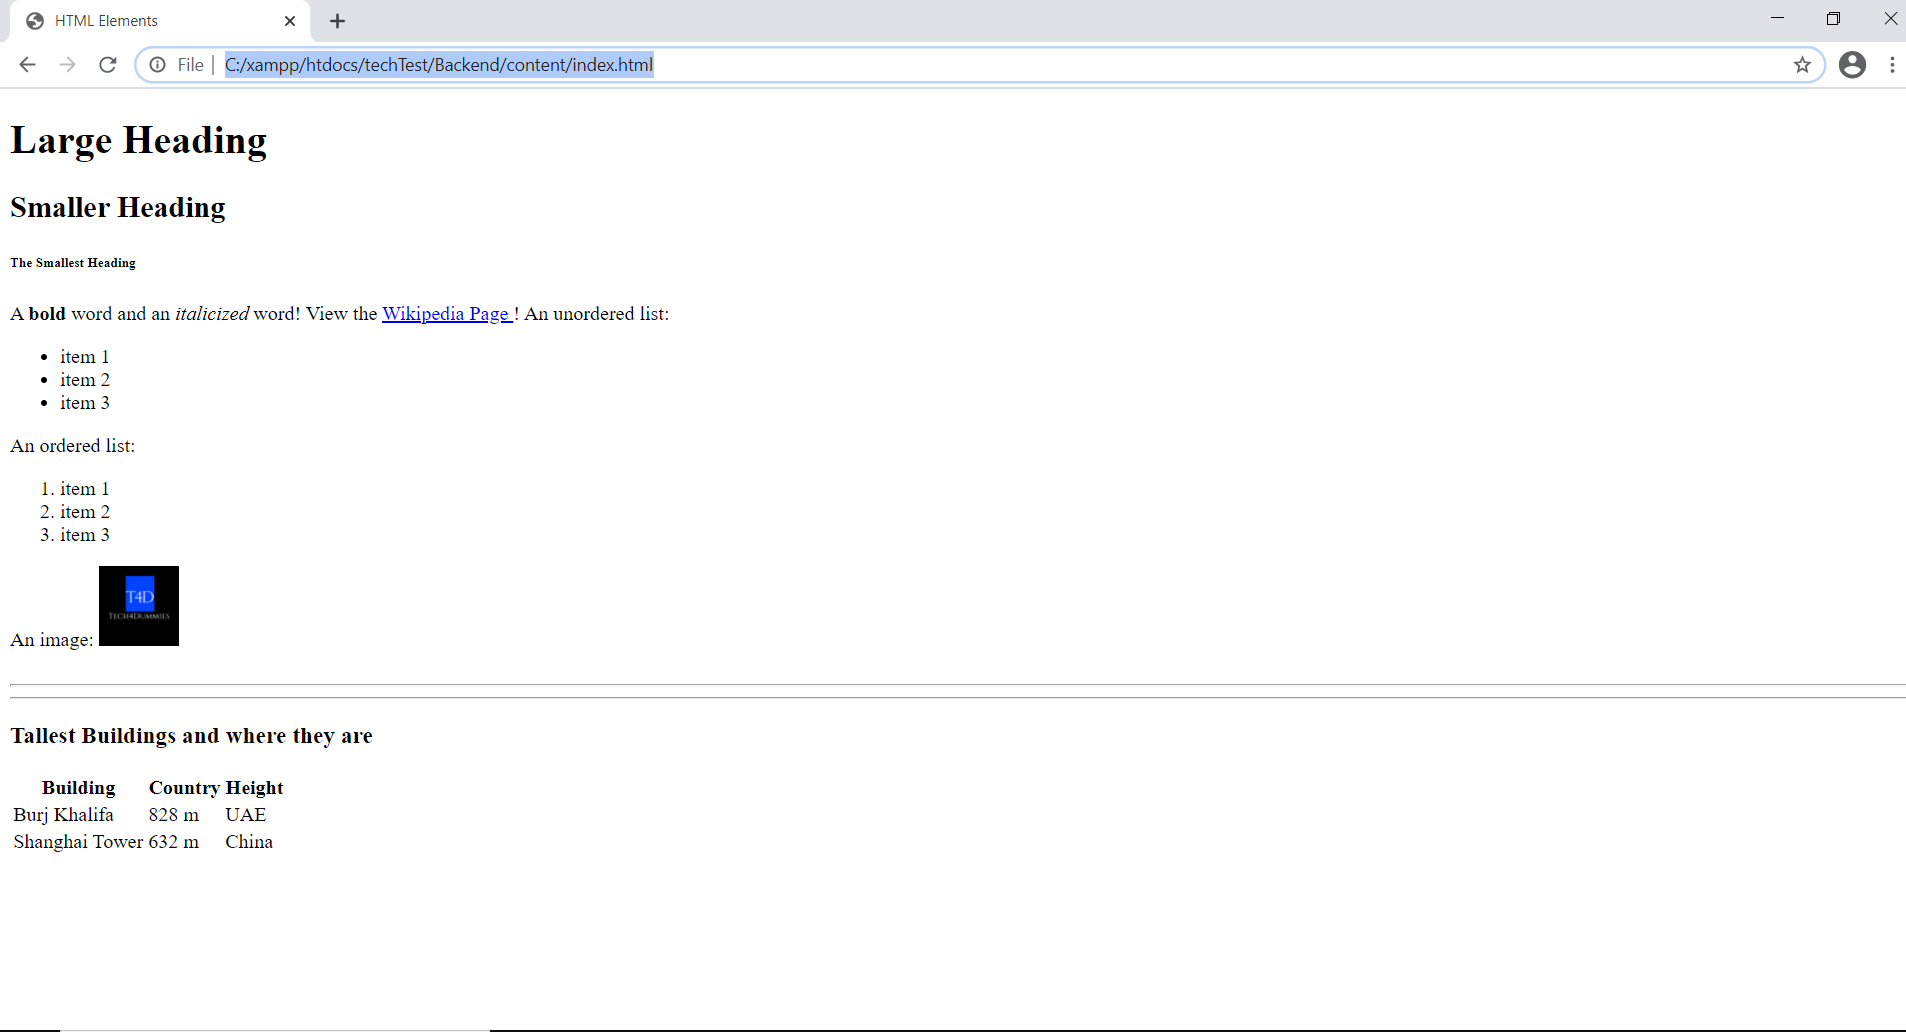 HTML Elements
File | C:/xampp/htdocs/techTest/Backend/content/index.html
Large Heading
Smaller Heading
The Smallest Heading
A bold word and an italicized word! View the Wikipedia Page ! An unordered list:
• item 1
• item 2
• item 3
An ordered list:
1. item 1
2. item 2
3. item 3
T4D
TECH4DUMMIES
An image:
Tallest Buildings and where they are
Building Country Height
Burj Khalifa 828 m UAE
Shanghai Tower 632 m China